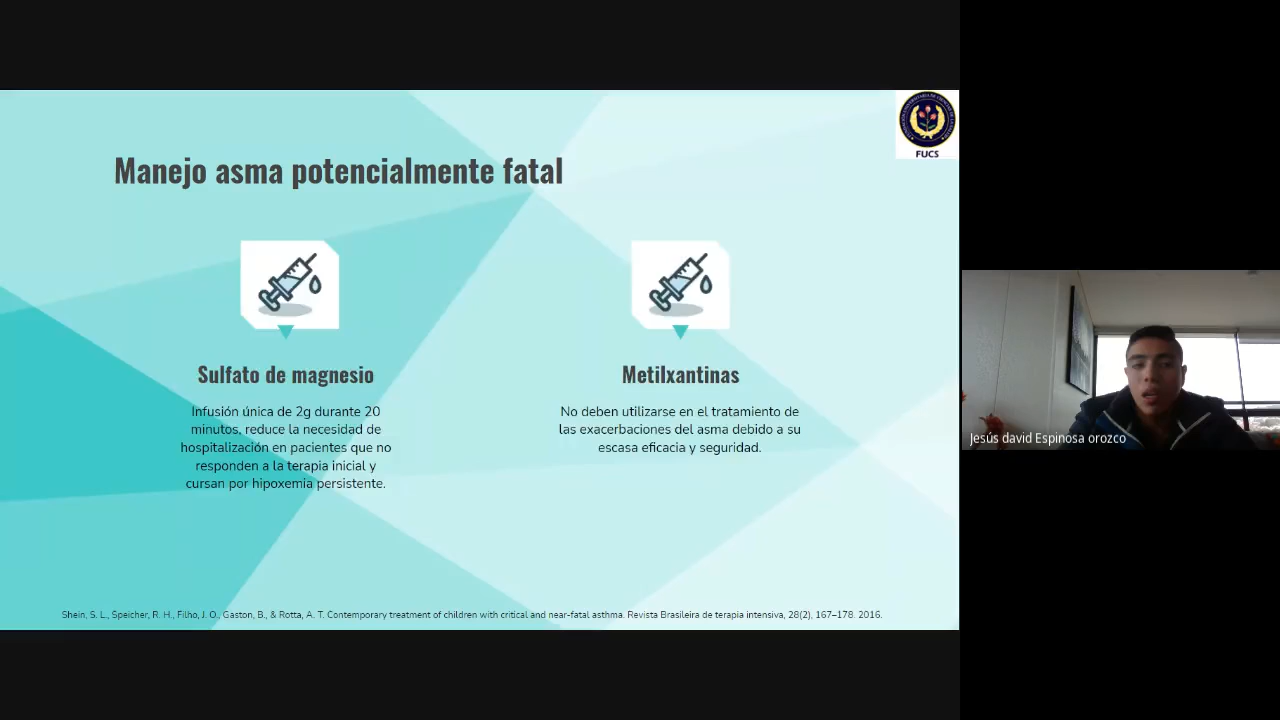 FUCS
Manejo asma potencialmente fatal
Sulfato de magnesio
Infusión única de 2g durante 20
minutos, reduce la necesidad de
hospitalización en pacientes que no
responden a la terapia inicial y
cursan por hipoxemia persistente.
Metilxantinas
No deben utilizarse en el tratamiento de
las exacerbaciones del asma debido a su
escasa eficacia y seguridad.
Shein, S. L., Speicher, R. H., Filho, J. O., Gaston, B., & Rotta, A. T. Contemporary treatment of children with critical and near-fatal asthma. Revista Brasileira de terapia intensiva, 28(2), 167–178. 2016.
Jesús david Espinosa orozco